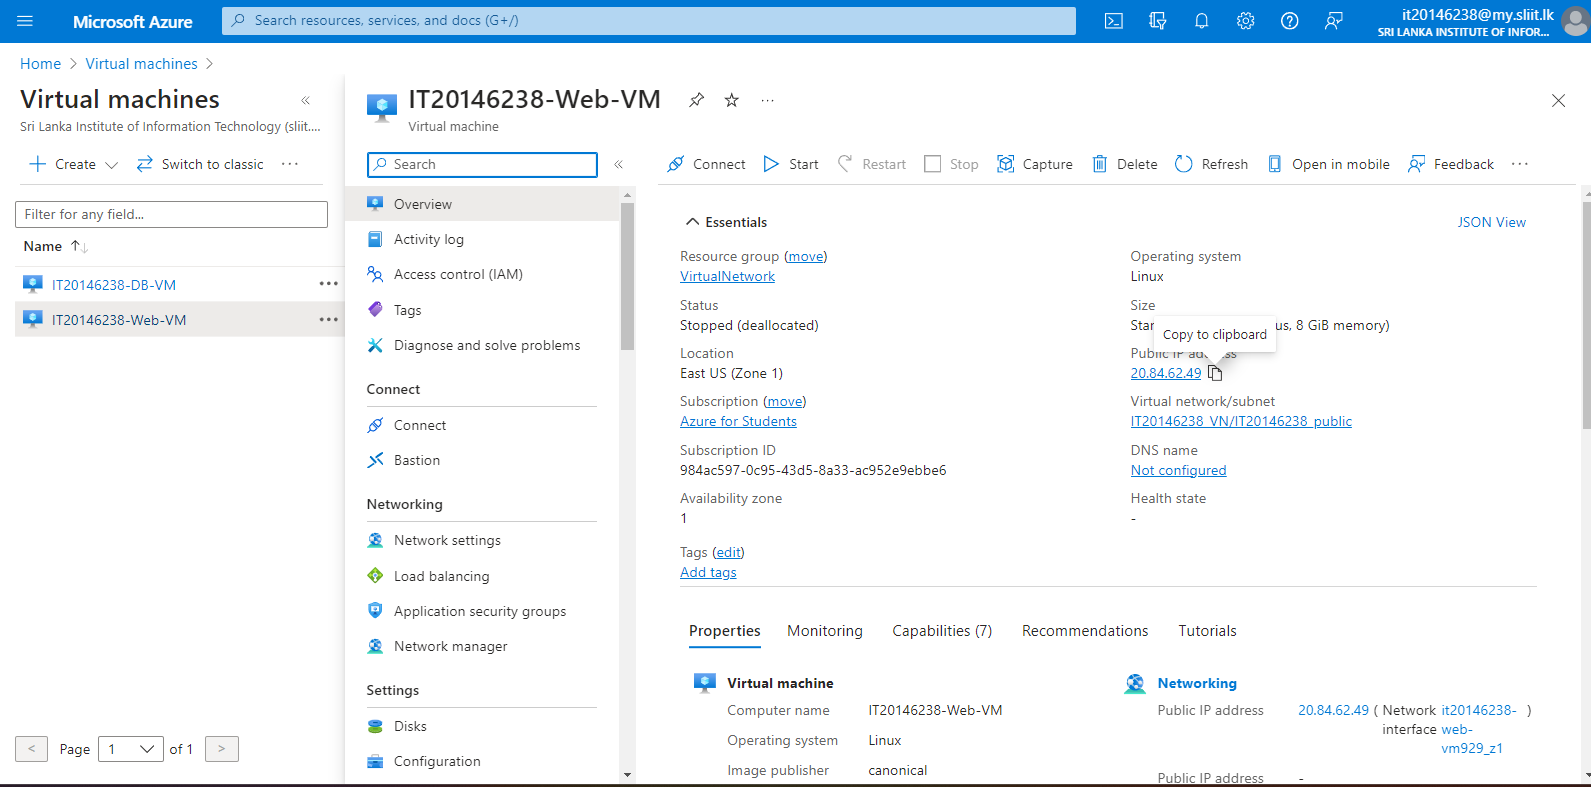 Microsoft Azure
Search resources, services, and docs (G+/)
it20146238@my.sliit.lk
SRI LANKA INSTITUTE OF INFOR...
Home > Virtual machines >
Virtual machines
«
Sri Lanka Institute of Information Technology (sliit....
Create
Switch to classic
...
Filter for any field...
Name ↑↓
IT20146238-DB-VM
...
IT20146238-Web-VM
...
< Page 1 of 1 >
IT20146238-Web-VM
...
Virtual machine
Search
«
Overview
Activity log
Access control (IAM)
Tags
Diagnose and solve problems
Connect
Connect
Bastion
Networking
Network settings
Load balancing
Application security groups
Network manager
Settings
Disks
Configuration
Connect
Start
Restart
Stop
Capture
Delete
Refresh
Open in mobile
Feedback
...
Essentials
JSON View
Resource group (move)
VirtualNetwork
Status
Stopped (deallocated)
Location
East US (Zone 1)
Subscription (move)
Azure for Students
Subscription ID
984ac597-0c95-43d5-8a33-ac952e9ebbe6
Availability zone
1
Operating system
Linux
Size
8 GiB memory)
Copy to clipboard
Public IP address
20.84.62.49
Virtual network/subnet
IT20146238_VN/IT20146238_public
DNS name
Not configured
Health state
-
Tags (edit)
Add tags
Properties
Monitoring
Capabilities (7)
Recommendations
Tutorials
Virtual machine
Computer name IT20146238-Web-VM
Operating system Linux
Image publisher canonical
Networking
Public IP address 20.84.62.49 ( Network interface it20146238-web-vm929_z1 )
Public IP address -